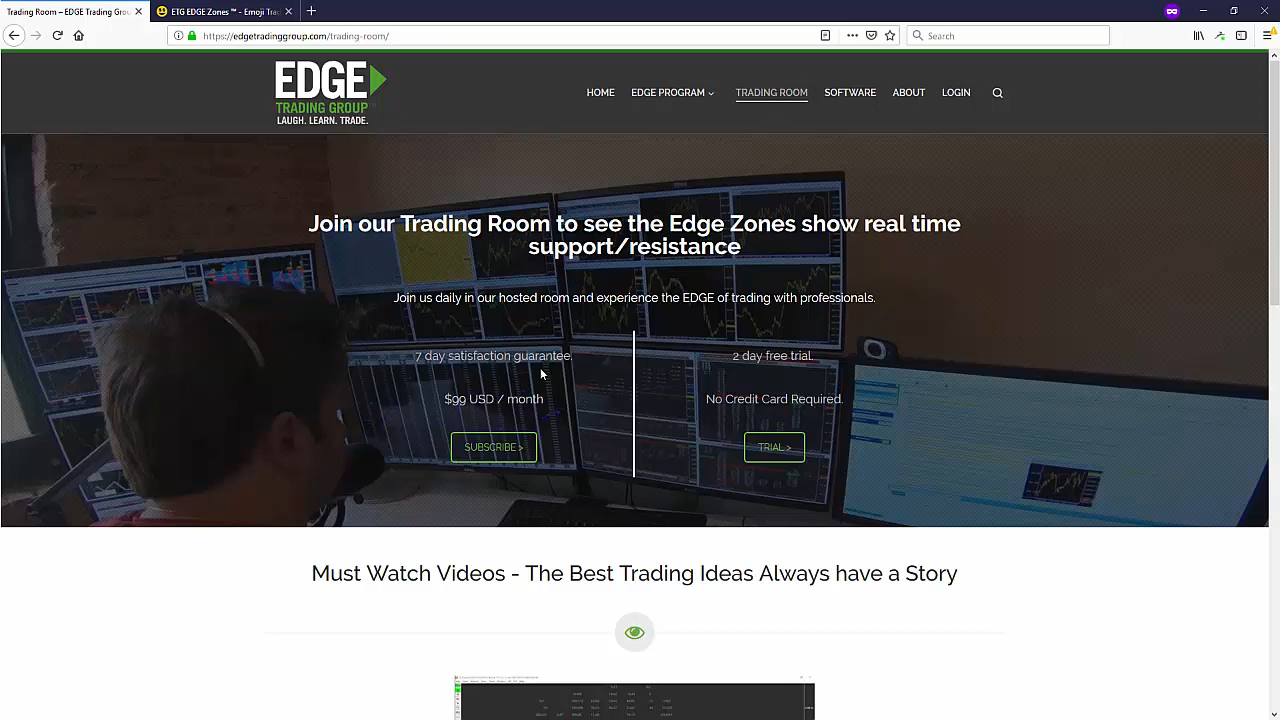 Trading Room – EDGE Trading Gro
ETG EDGE Zones ™ - Emoji Tra
https://edgetradinggroup.com/trading-room/
Search
EDGE
TRADING GROUP
LAUGH. LEARN. TRADE.
HOME
EDGE PROGRAM
TRADING ROOM
SOFTWARE
ABOUT
LOGIN
Join our Trading Room to see the Edge Zones show real time
support/resistance
Join us daily in our hosted room and experience the EDGE of trading with professionals.
7 day satisfaction guarantee.
$99 USD / month
SUBSCRIBE >
2 day free trial.
No Credit Card Required.
TRIAL >
Must Watch Videos - The Best Trading Ideas Always have a Story